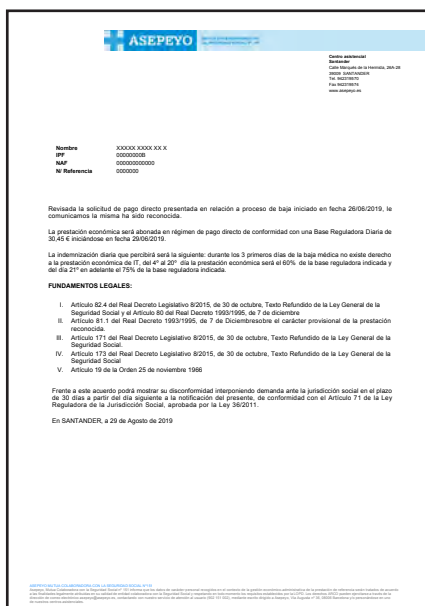 ASEPEYO
Centro asistencial
Santander
Calle Marqués de la Hermida, 26A-28
39009 SANTANDER
Tel. 942219570
Fax 942219574
www.asepeyo.es
Nombre XXXXX XXXX XX X
IPF 00000000B
NAF 000000000000
N/ Referencia 0000000
Revisada la solicitud de pago directo presentada en relación a proceso de baja iniciado en fecha 26/06/2019, le
comunicamos la misma ha sido reconocida.
La prestación económica será abonada en régimen de pago directo de conformidad con una Base Reguladora Diaria de
30,45 € iniciándose en fecha 29/06/2019.
La indemnización diaria que percibirá será la siguiente: durante los 3 primeros días de la baja médica no existe derecho
a la prestación económica de IT, del 4º al 20º día la prestación económica será el 60% de la base reguladora indicada y
del día 21º en adelante el 75% de la base reguladora indicada.
FUNDAMENTOS LEGALES:
I. Artículo 82.4 del Real Decreto Legislativo 8/2015, de 30 de octubre, Texto Refundido de la Ley General de la
Seguridad Social y el Artículo 80 del Real Decreto 1993/1995, de 7 de diciembre
II. Artículo 81.1 del Real Decreto 1993/1995, de 7 de Diciembresobre el carácter provisional de la prestación
reconocida.
III. Artículo 171 del Real Decreto Legislativo 8/2015, de 30 de octubre, Texto Refundido de la Ley General de la
Seguridad Social.
IV. Artículo 173 del Real Decreto Legislativo 8/2015, de 30 de octubre, Texto Refundido de la Ley General de la
Seguridad Social
V. Artículo 19 de la Orden 25 de noviembre 1966
Frente a este acuerdo podrá mostrar su disconformidad interponiendo demanda ante la jurisdicción social en el plazo
de 30 días a partir del día siguiente a la notificación del presente, de conformidad con el Artículo 71 de la Ley
Reguladora de la Jurisdicción Social, aprobada por la Ley 36/2011.
En SANTANDER, a 29 de Agosto de 2019